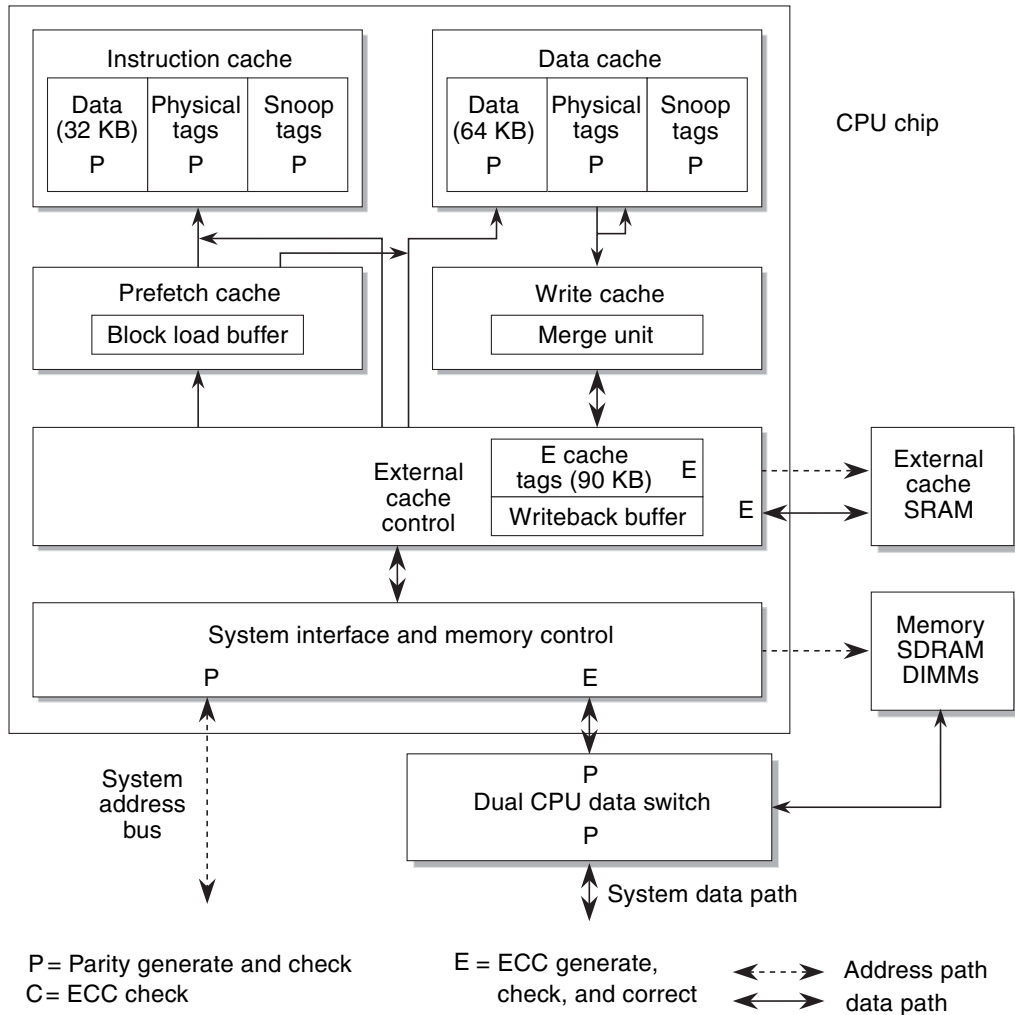 Instruction cache
Data
(32 KB)
P
Physical
tags
P
Snoop
tags
P
Data cache
Data
(64 KB)
P
Physical
tags
P
Snoop
tags
P
CPU chip
Prefetch cache
Block load buffer
Write cache
Merge unit
External
cache
control
E cache
tags (90 KB)
E
Writeback buffer
E
External
cache
SRAM
System interface and memory control
P
E
Memory
SDRAM
DIMMs
System
address
bus
P
Dual CPU data switch
P
System data path
P = Parity generate and check
C = ECC check
E = ECC generate,
check, and correct
Address path
data path